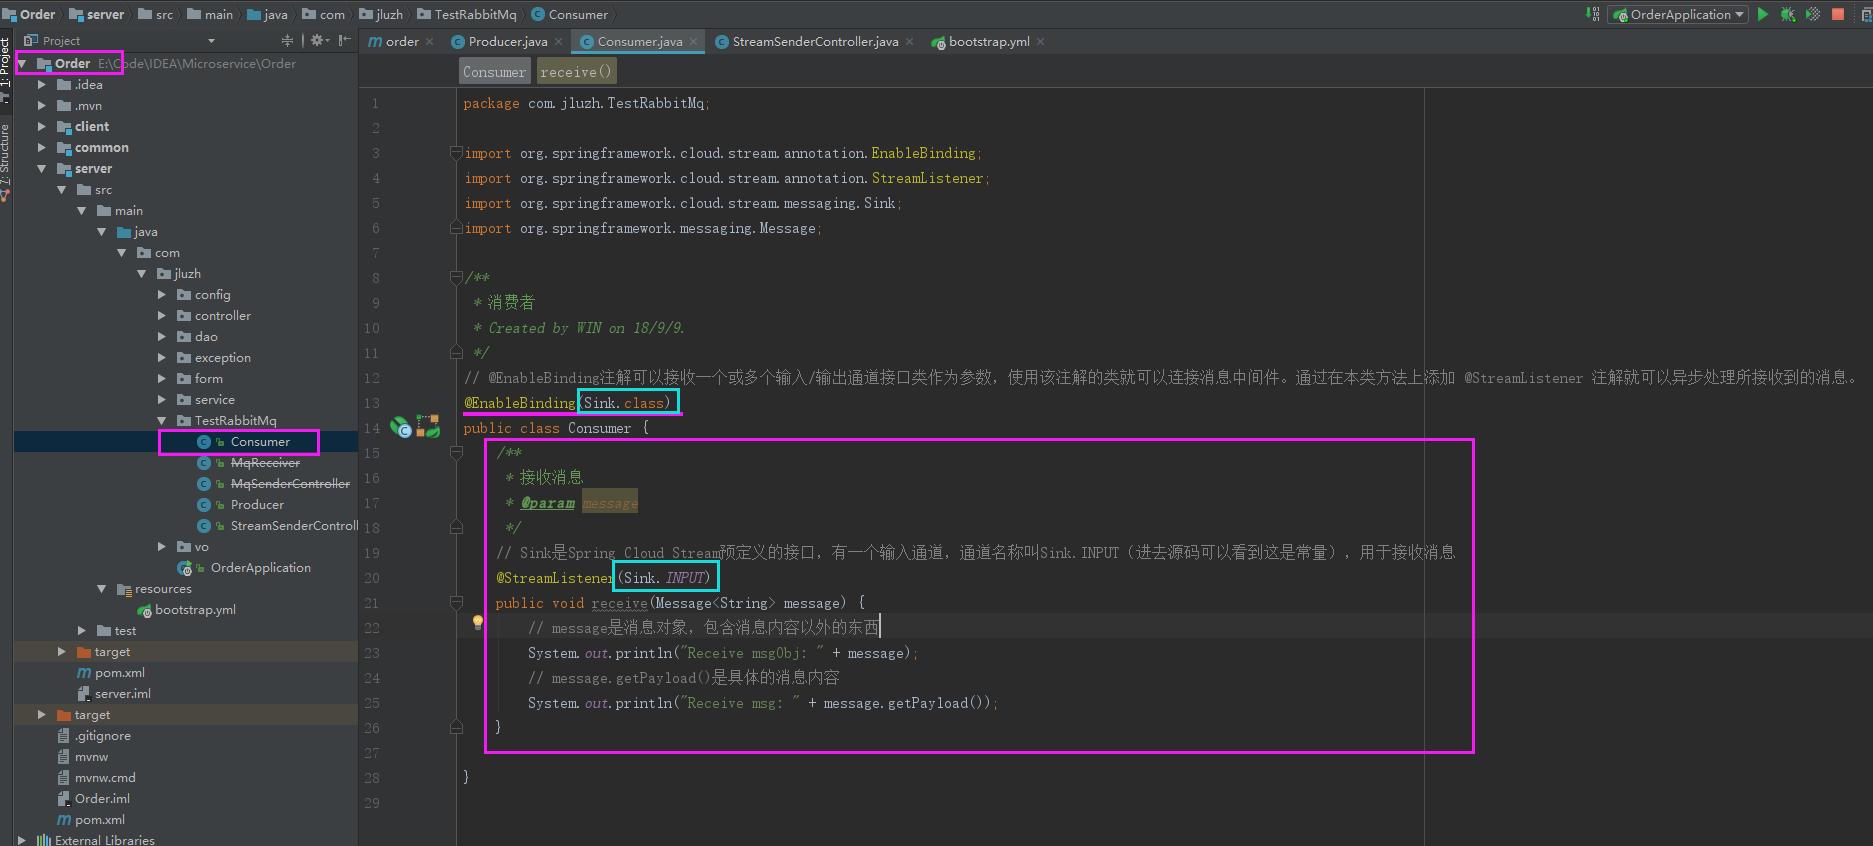 Order server src main java com jluzh TestRabbitMq Consumer
OrderApplication
Project
order Producer.java Consumer.java StreamSenderController.java bootstrap.yml
1: Project
7: Structure
Consumer receive()
Order E:\Code\IDEA\Microservice\Order
.idea
.mvn
client
common
server
src
main
java
com
jluzh
config
controller
dao
exception
form
service
TestRabbitMq
Consumer
MqReceiver
MqSenderController
Producer
StreamSenderControll
vo
OrderApplication
resources
bootstrap.yml
test
target
pom.xml
server.iml
target
.gitignore
mvnw
mvnw.cmd
Order.iml
pom.xml
External Libraries
1 package com.jluzh.TestRabbitMq;
2
3 import org.springframework.cloud.stream.annotation.EnableBinding;
4 import org.springframework.cloud.stream.annotation.StreamListener;
5 import org.springframework.cloud.stream.messaging.Sink;
6 import org.springframework.messaging.Message;
7
8 /**
9 * 消费者
10 * Created by WIN on 18/9/9.
11 */
12 // @EnableBinding注解可以接收一个或多个输入/输出通道接口类作为参数，使用该注解的类就可以连接消息中间件。通过在本类方法上添加 @StreamListener 注解就可以异步处理所接收到的消息。
13 @EnableBinding(Sink.class)
14 public class Consumer {
15 /**
16 * 接收消息
17 * @param message
18 */
19 // Sink是Spring Cloud Stream预定义的接口，有一个输入通道，通道名称叫Sink.INPUT（进去源码可以看到这是常量），用于接收消息
20 @StreamListener(Sink.INPUT)
21 public void receive(Message<String> message) {
22 // message是消息对象，包含消息内容以外的东西
23 System.out.println("Receive msgObj: " + message);
24 // message.getPayload()是具体的消息内容
25 System.out.println("Receive msg: " + message.getPayload());
26 }
27
28 }
29